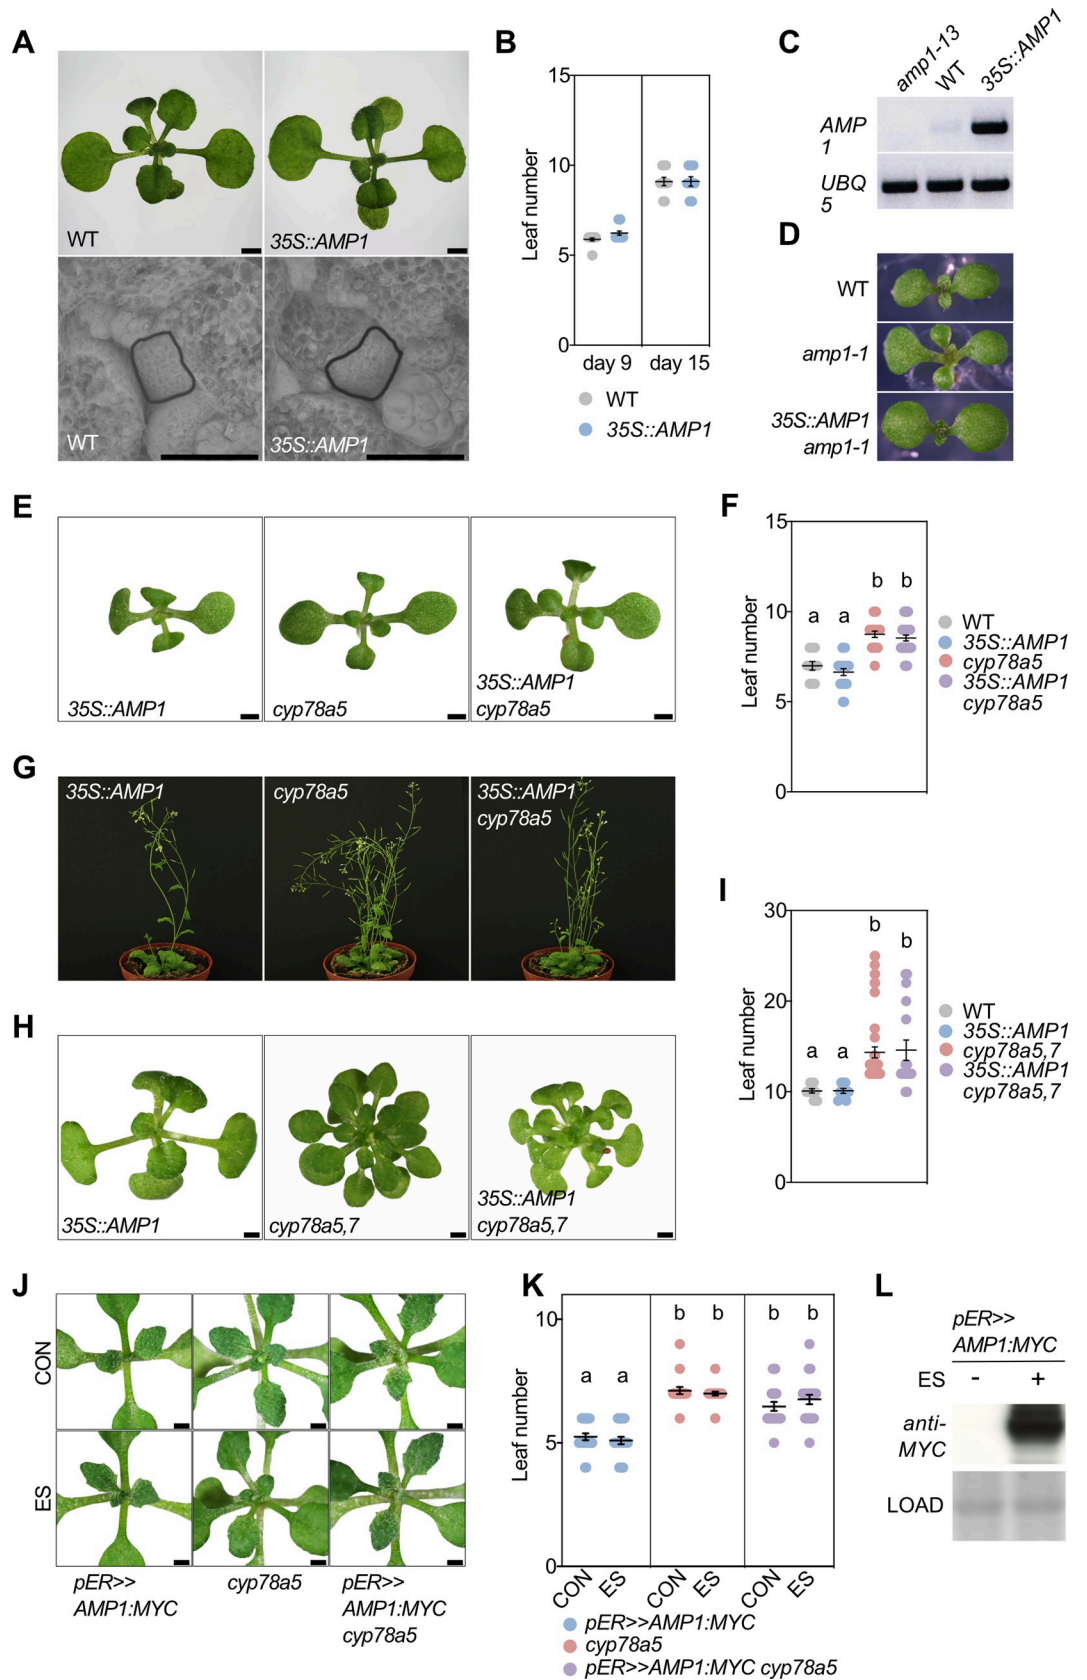 A
WT
35S::AMP1
WT
35S::AMP1
B
Leaf number
15
10
5
0
day 9
day 15
WT
35S::AMP1
C
amp1-13
WT
35S::AMP1
AMP
1
UBQ
5
D
WT
amp1-1
35S::AMP1
amp1-1
E
35S::AMP1
cyp78a5
35S::AMP1
cyp78a5
F
Leaf number
15
10
5
0
a
a
b
b
WT
35S::AMP1
cyp78a5
35S::AMP1
cyp78a5
G
35S::AMP1
cyp78a5
35S::AMP1
cyp78a5
H
35S::AMP1
cyp78a5,7
35S::AMP1
cyp78a5,7
I
Leaf number
30
20
10
0
a
a
b
b
WT
35S::AMP1
cyp78a5,7
35S::AMP1
cyp78a5,7
J
CON
ES
pER>>
AMP1:MYC
cyp78a5
pER>>
AMP1:MYC
cyp78a5
K
Leaf number
10
5
0
a
a
b
b
b
b
CON
ES
CON
ES
CON
ES
pER>>AMP1:MYC
cyp78a5
pER>>AMP1:MYC cyp78a5
L
pER>>
AMP1:MYC
ES - +
anti-
MYC
LOAD